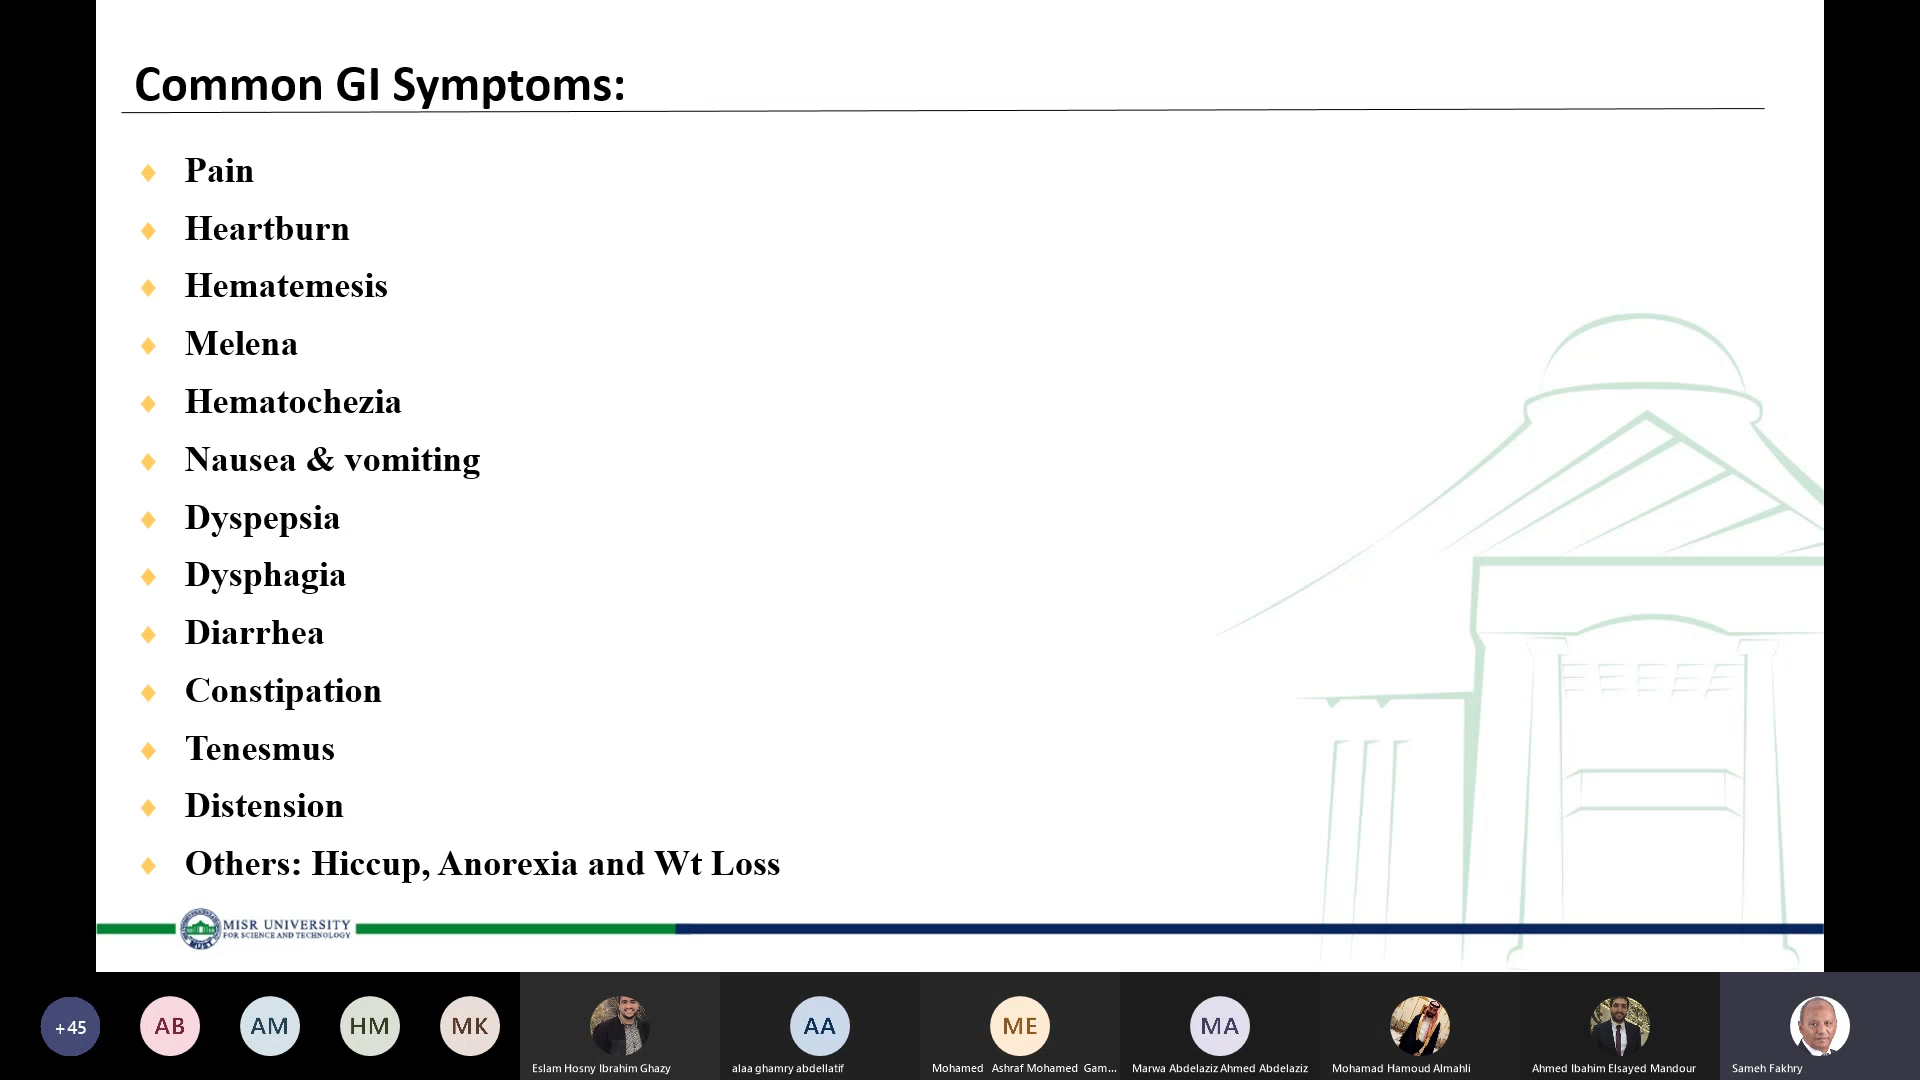 Common GI Symptoms:
Pain
Heartburn
Hematemesis
Melena
Hematochezia
Nausea & vomiting
Dyspepsia
Dysphagia
Diarrhea
Constipation
Tenesmus
Distension
Others: Hiccup, Anorexia and Wt Loss
MISR UNIVERSITY
FOR SCIENCE AND TECHNOLOGY
MUST
+45
AB
AM
HM
MK
AA
ME
MA
Eslam Hosny Ibrahim Ghazy
alaa ghamry abdellatif
Mohamed Ashraf Mohamed Gam...
Marwa Abdelaziz Ahmed Abdelaziz
Mohamad Hamoud Almahli
Ahmed Ibahim Elsayed Mandour
Sameh Fakhry